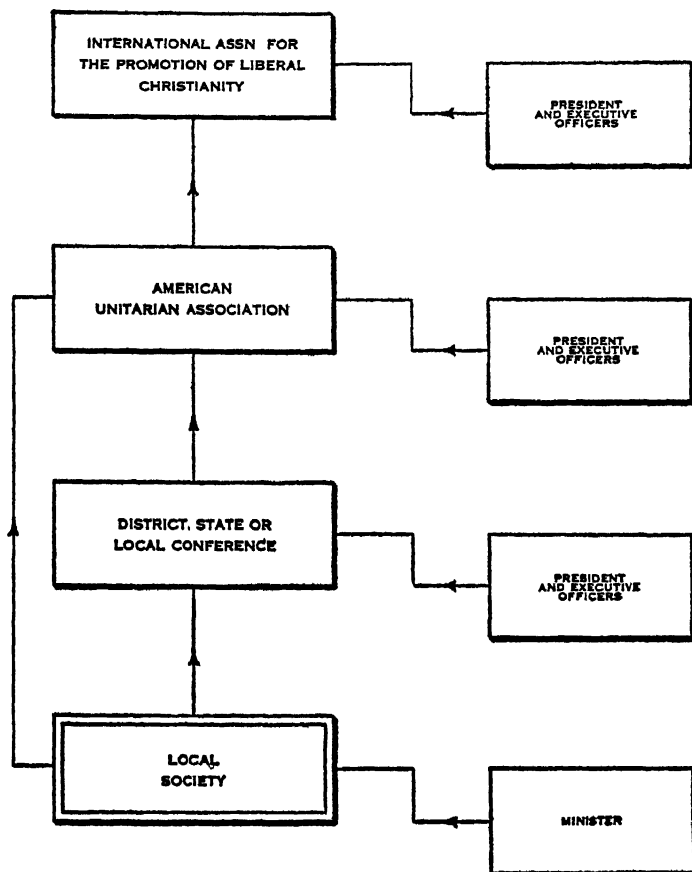 INTERNATIONAL ASSN FOR
THE PROMOTION OF LIBERAL
CHRISTIANITY
PRESIDENT
AND EXECUTIVE
OFFICERS
AMERICAN
UNITARIAN ASSOCIATION
PRESIDENT
AND EXECUTIVE
OFFICERS
DISTRICT, STATE OR
LOCAL CONFERENCE
PRESIDENT
AND EXECUTIVE
OFFICERS
LOCAL
SOCIETY
MINISTER